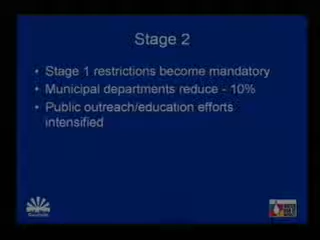 Stage 2
• Stage 1 restrictions become mandatory
• Municipal departments reduce - 10%
• Public outreach/education efforts
intensified